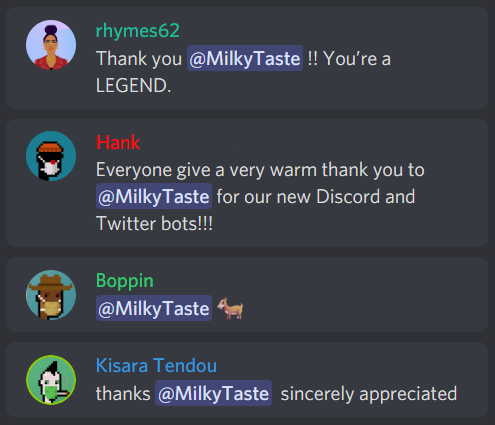 rhymes62
Thank you @MilkyTaste !! You’re a
LEGEND.
Hank
Everyone give a very warm thank you to
@MilkyTaste for our new Discord and
Twitter bots!!!
Boppin
@MilkyTaste 🐐
Kisara Tendou
thanks @MilkyTaste sincerely appreciated